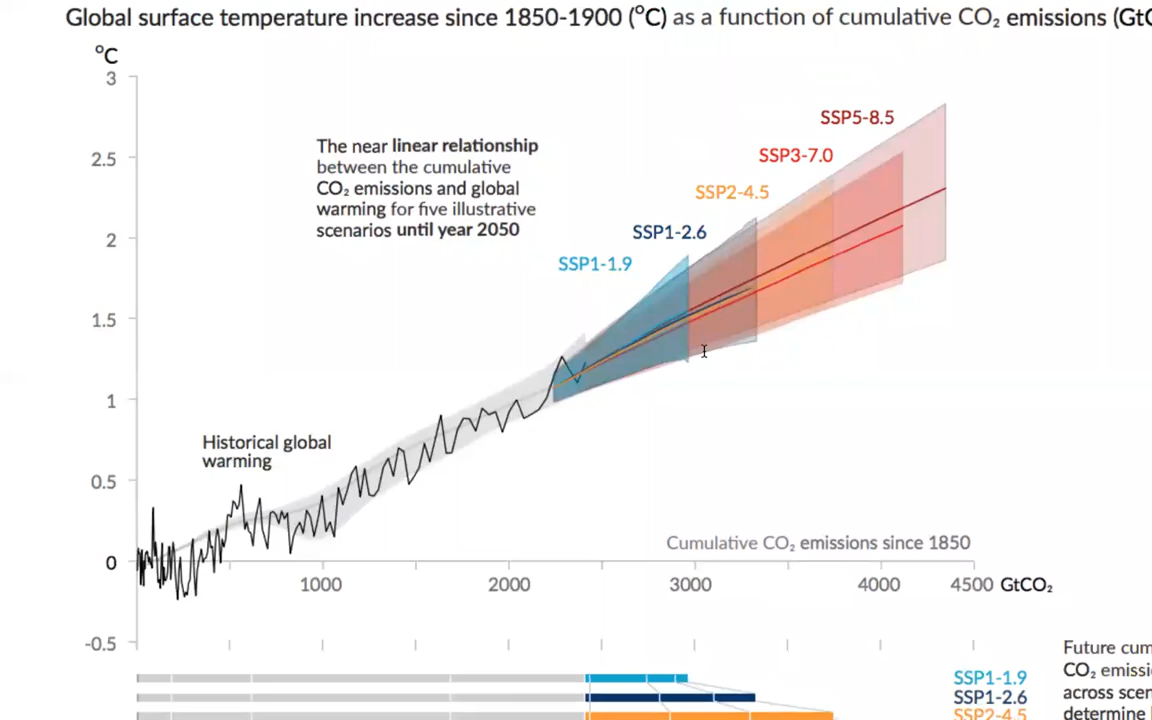 Global surface temperature increase since 1850-1900 (°C) as a function of cumulative CO₂ emissions
°C
3
2.5
2
1.5
1
0.5
0
-0.5
The near linear relationship
between the cumulative
CO₂ emissions and global
warming for five illustrative
scenarios until year 2050
SSP5-8.5
SSP3-7.0
SSP2-4.5
SSP1-2.6
SSP1-1.9
Historical global
warming
Cumulative CO₂ emissions since 1850
1000 2000 3000 4000 4500 GtCO₂
SSP1-1.9
SSP1-2.6
SSP2-4.5
Future
CO₂
across
determine